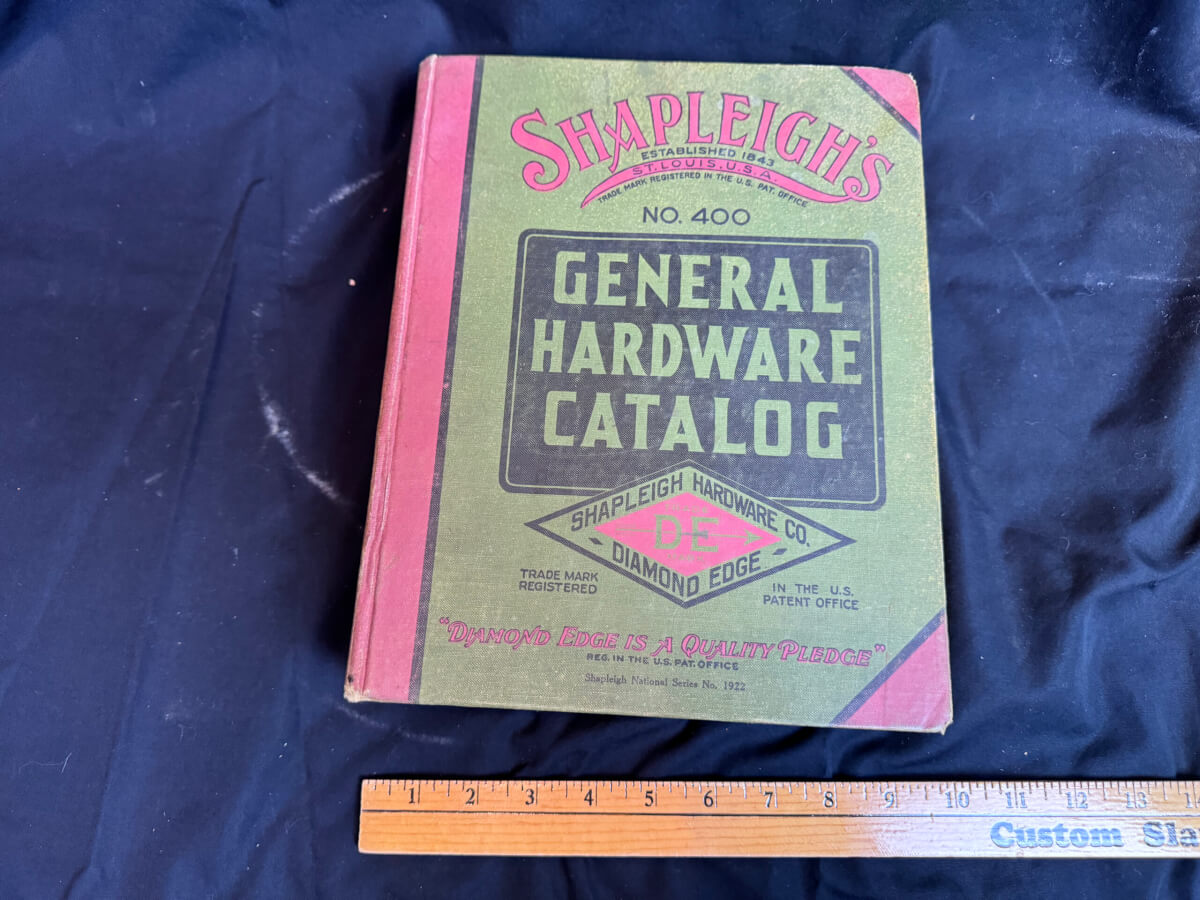 SHAPLEIGH'S
ESTABLISHED 1843
ST. LOUIS, U.S.A.
TRADE MARK REGISTERED IN THE U.S. PAT. OFFICE
NO. 400
GENERAL
HARDWARE
CATALOG
SHAPLEIGH HARDWARE CO.
DE
DIAMOND EDGE
TRADE MARK
REGISTERED
IN THE U.S.
PATENT OFFICE
"DIAMOND EDGE IS A QUALITY PLEDGE"
REG. IN THE U.S. PAT. OFFICE
Shapleigh National Series No. 1922
1 2 3 4 5 6 7 8 9 10 11 12 13
Custom Sla